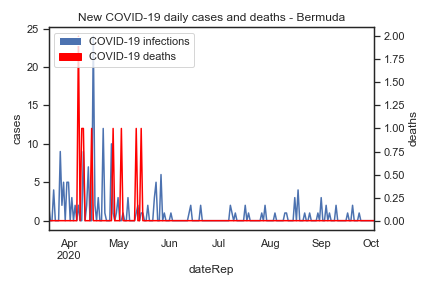 New COVID-19 daily cases and deaths - Bermuda
COVID-19 infections
COVID-19 deaths
25
20
15
10
5
0
cases
2.00
1.75
1.50
1.25
1.00
0.75
0.50
0.25
0.00
deaths
Apr May Jun Jul Aug Sep Oct
2020
dateRep